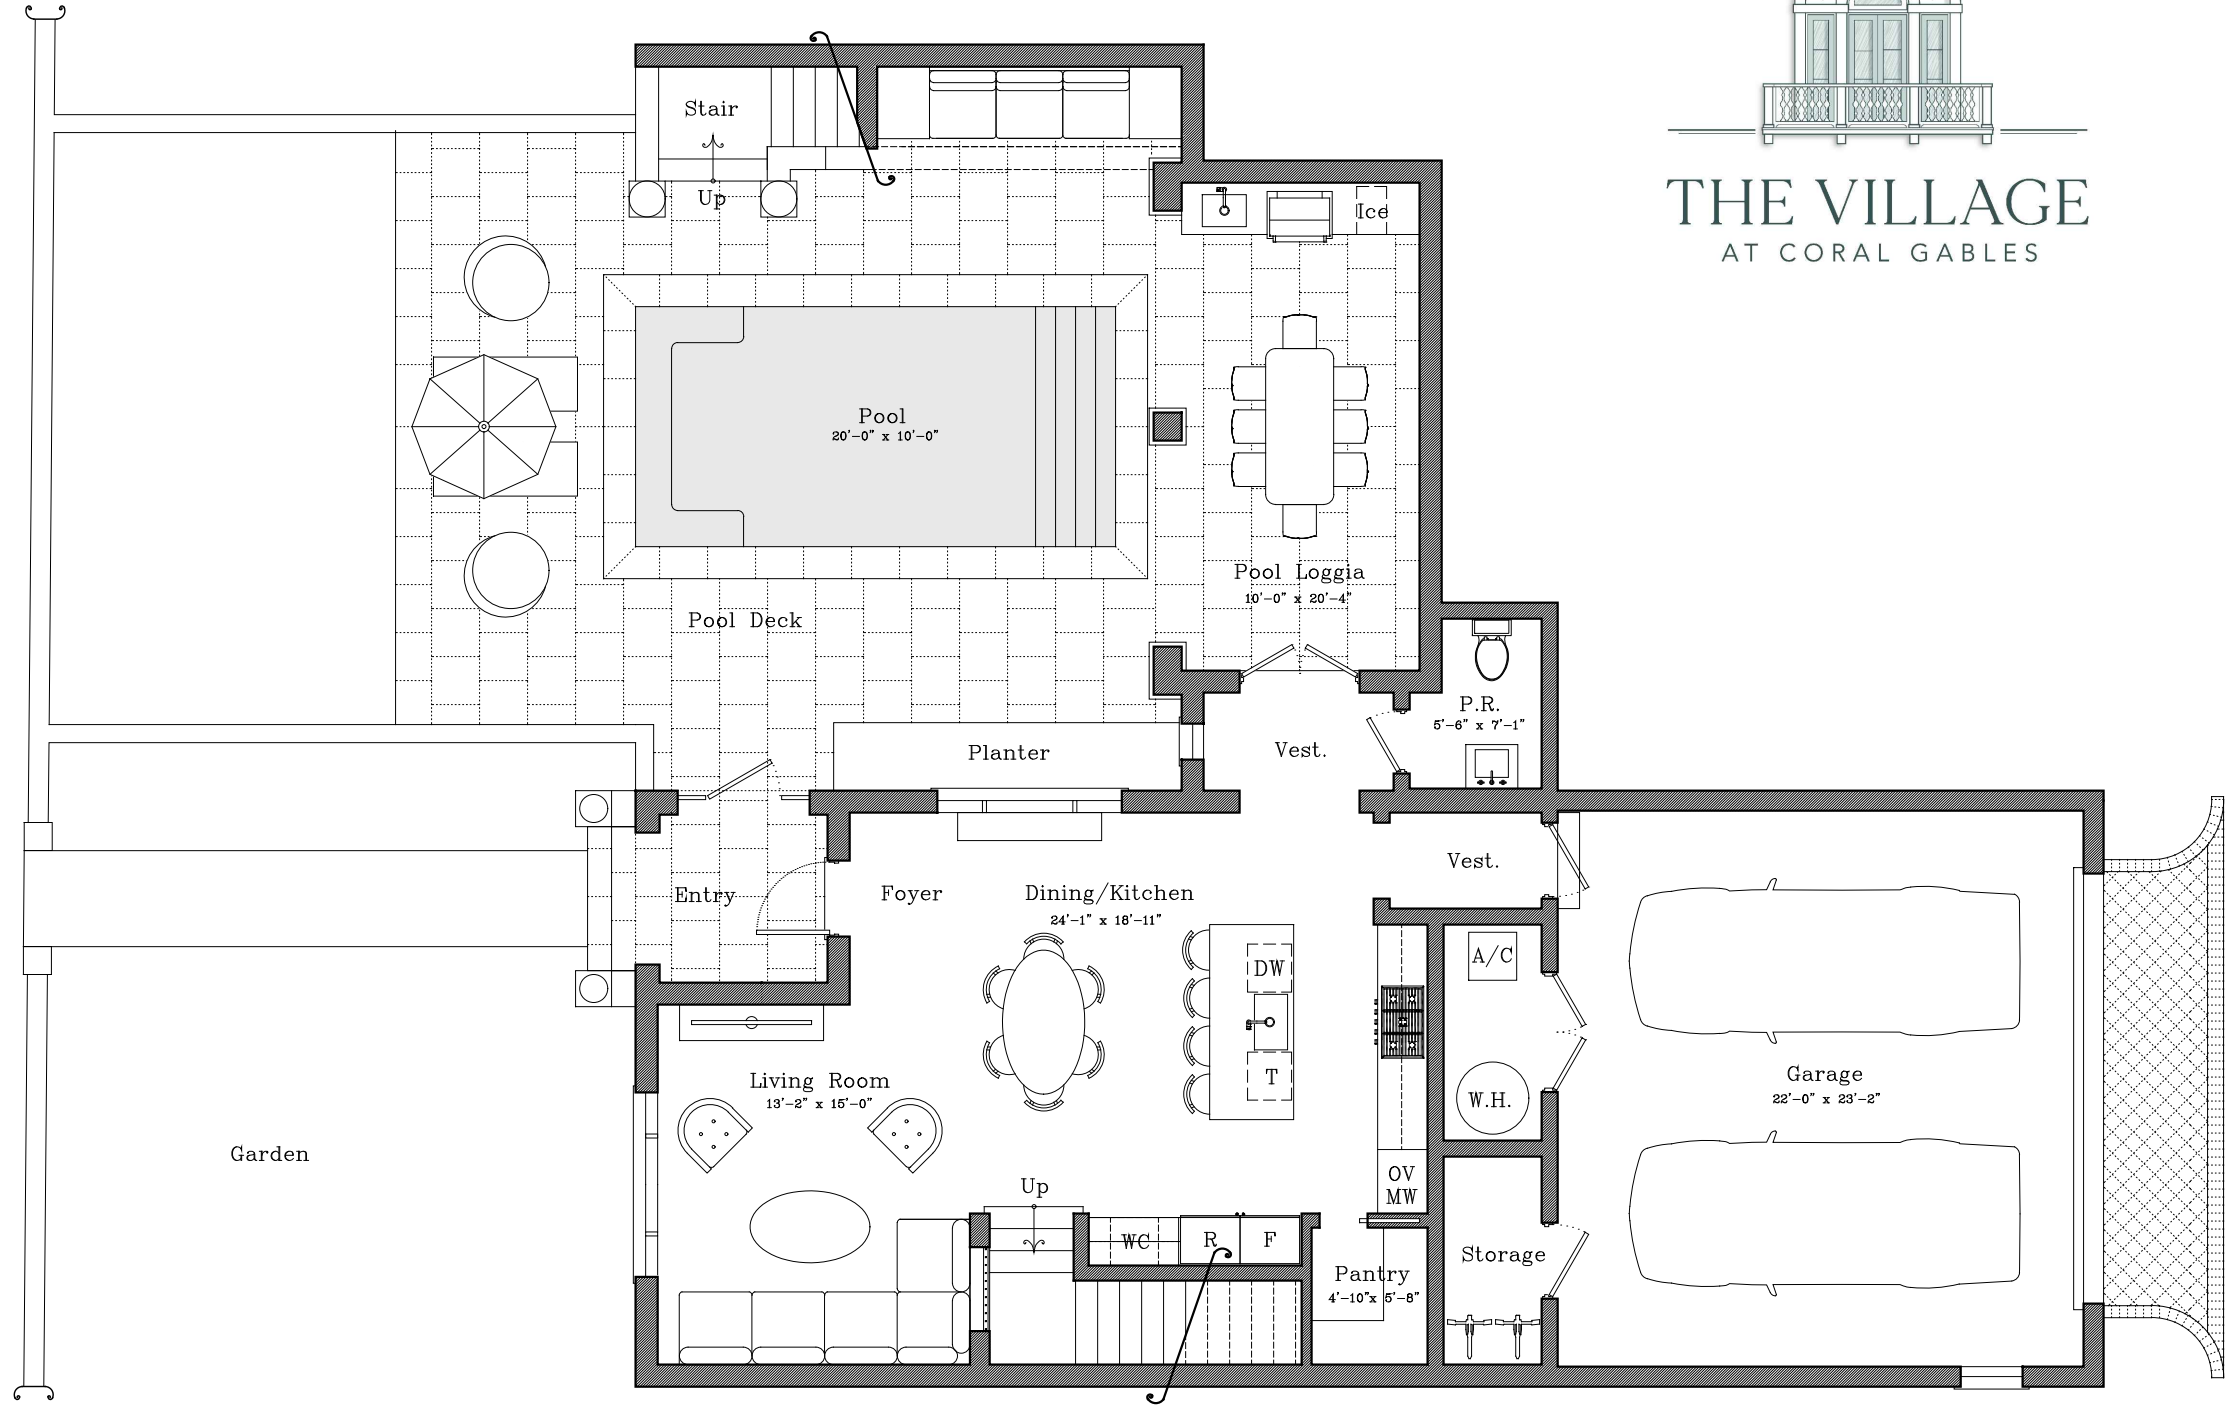 THE VILLAGE
AT CORAL GABLES
Stair
Up
Ice
Pool
20'-0" x 10'-0"
Pool Loggia
10'-0" x 20'-4"
Pool Deck
P.R.
5'-6" x 7'-1"
Planter
Vest.
Vest.
Entry
Foyer
Dining/Kitchen
24'-1" x 18'-11"
DW
A/C
T
Living Room
13'-2" x 15'-0"
W.H.
Garage
22'-0" x 23'-2"
Garden
OV
MW
Up
WC
R
F
Storage
Pantry
4'-10"x 5'-8"